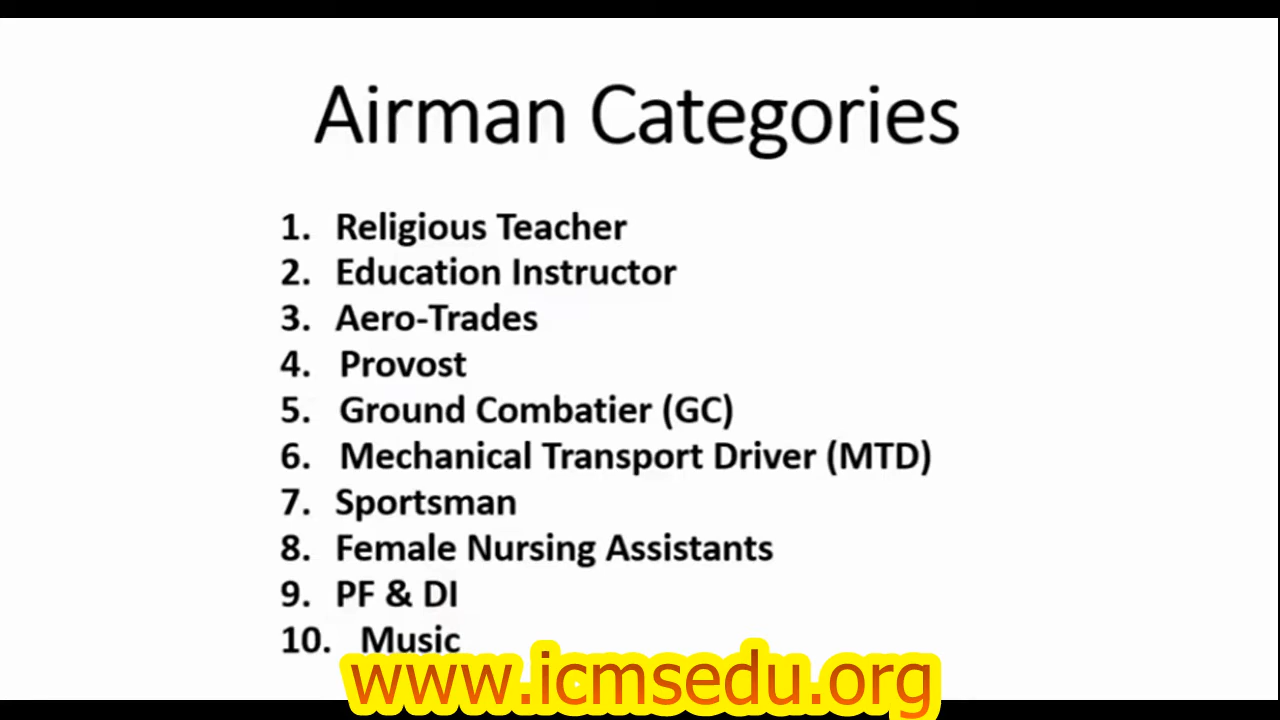 Airman Categories
1. Religious Teacher
2. Education Instructor
3. Aero-Trades
4. Provost
5. Ground Combatier (GC)
6. Mechanical Transport Driver (MTD)
7. Sportsman
8. Female Nursing Assistants
9. PF & DI
10. Music
www.icmsedu.org